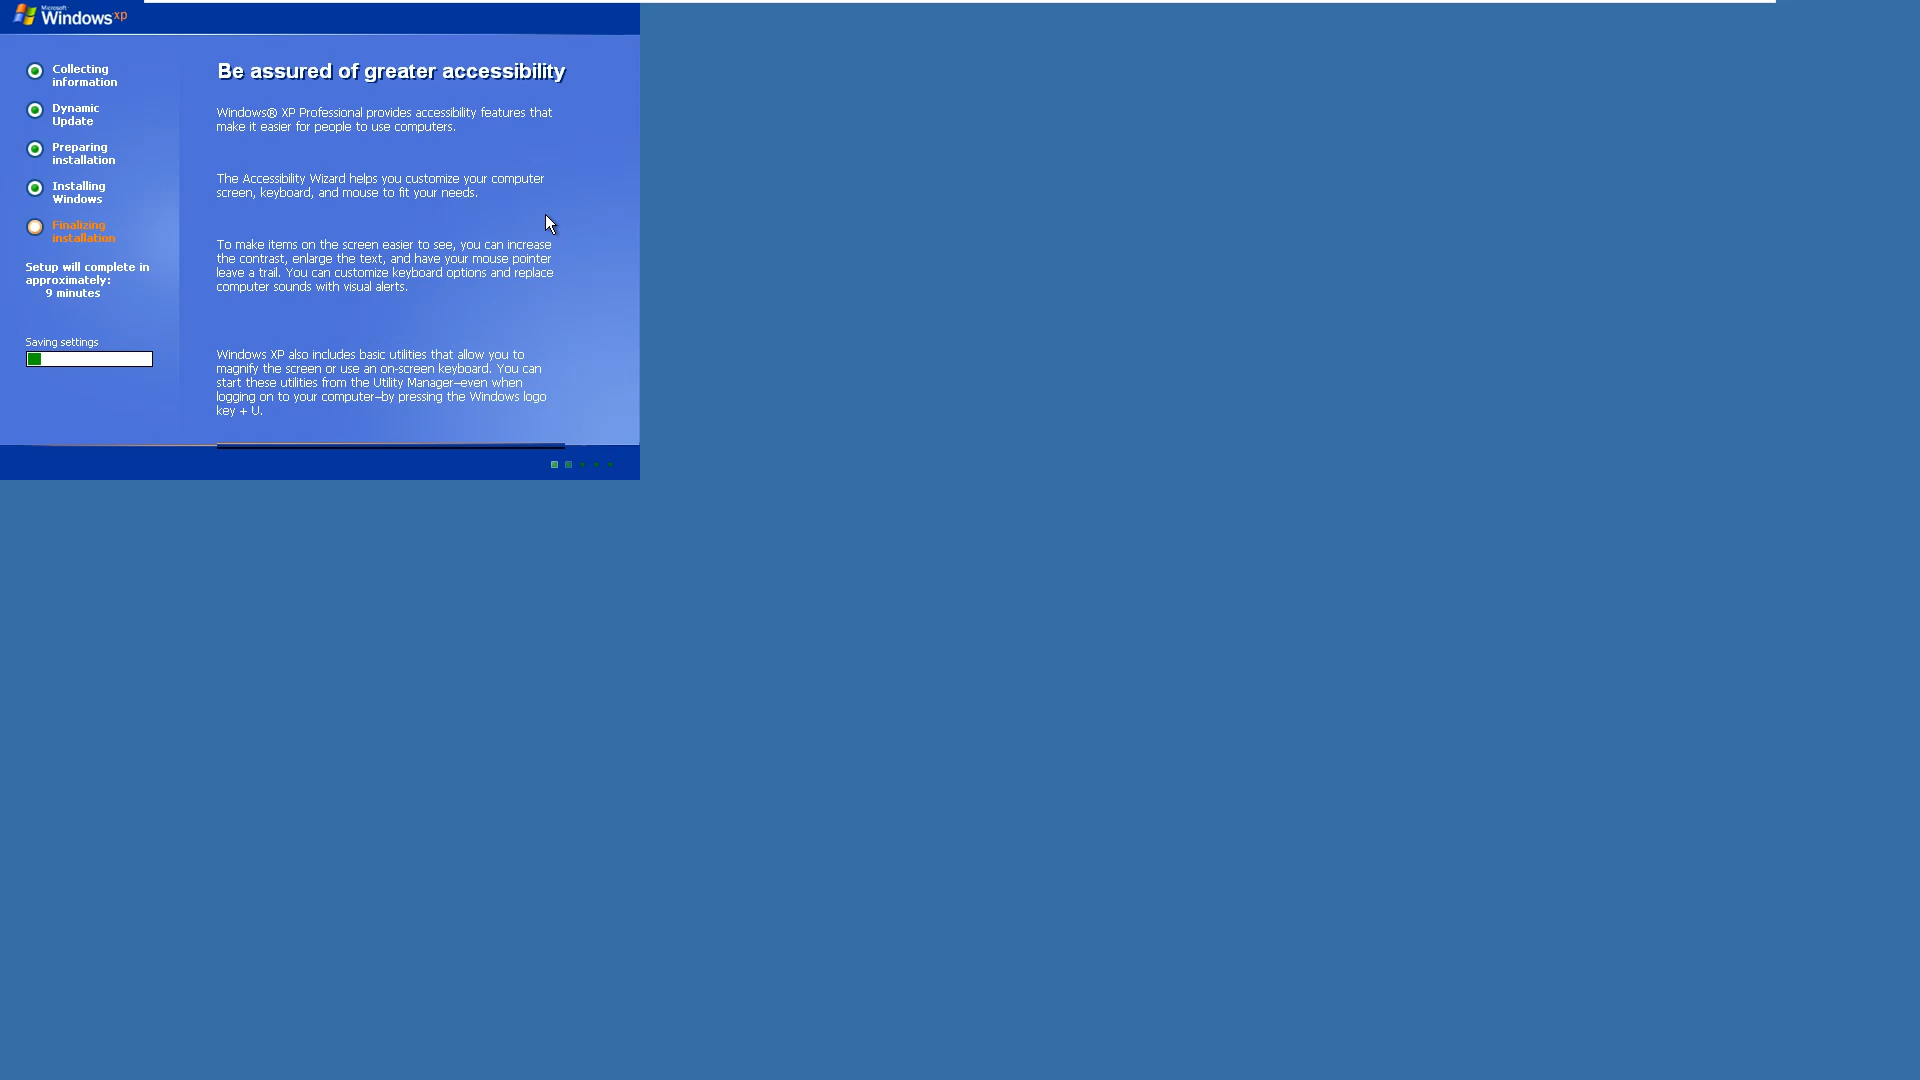 Microsoft
Windows xp
Collecting
information
Dynamic
Update
Preparing
installation
Installing
Windows
Finalizing
installation
Setup will complete in
approximately:
9 minutes
Saving settings
Be assured of greater accessibility
Windows® XP Professional provides accessibility features that
make it easier for people to use computers.
The Accessibility Wizard helps you customize your computer
screen, keyboard, and mouse to fit your needs.
To make items on the screen easier to see, you can increase
the contrast, enlarge the text, and have your mouse pointer
leave a trail. You can customize keyboard options and replace
computer sounds with visual alerts.
Windows XP also includes basic utilities that allow you to
magnify the screen or use an on-screen keyboard. You can
start these utilities from the Utility Manager–even when
logging on to your computer–by pressing the Windows logo
key + U.